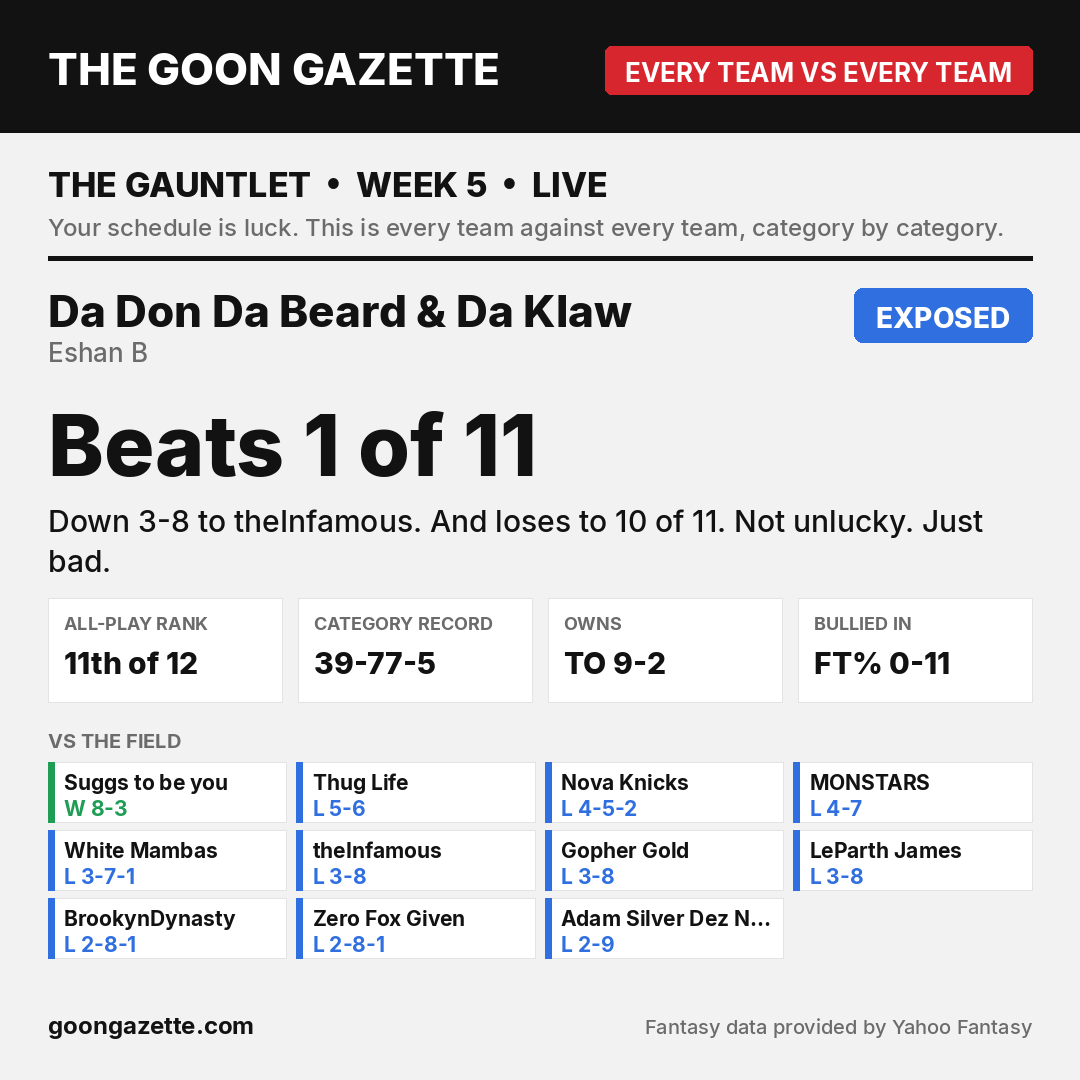 THE GOON GAZETTE
EVERY TEAM VS EVERY TEAM
THE GAUNTLET • WEEK 5 • LIVE
Your schedule is luck. This is every team against every team, category by category.
Da Don Da Beard & Da Klaw
EXPOSED
Eshan B
Beats 1 of 11
Down 3-8 to theInfamous. And loses to 10 of 11. Not unlucky. Just
bad.
ALL-PLAY RANK
11th of 12
CATEGORY RECORD
39-77-5
OWNS
TO 9-2
BULLIED IN
FT% 0-11
VS THE FIELD
Suggs to be you
W 8-3
Thug Life
L 5-6
Nova Knicks
L 4-5-2
MONSTARS
L 4-7
White Mambas
L 3-7-1
theInfamous
L 3-8
Gopher Gold
L 3-8
LeParth James
L 3-8
BrookynDynasty
L 2-8-1
Zero Fox Given
L 2-8-1
Adam Silver Dez N...
L 2-9
goongazette.com
Fantasy data provided by Yahoo Fantasy